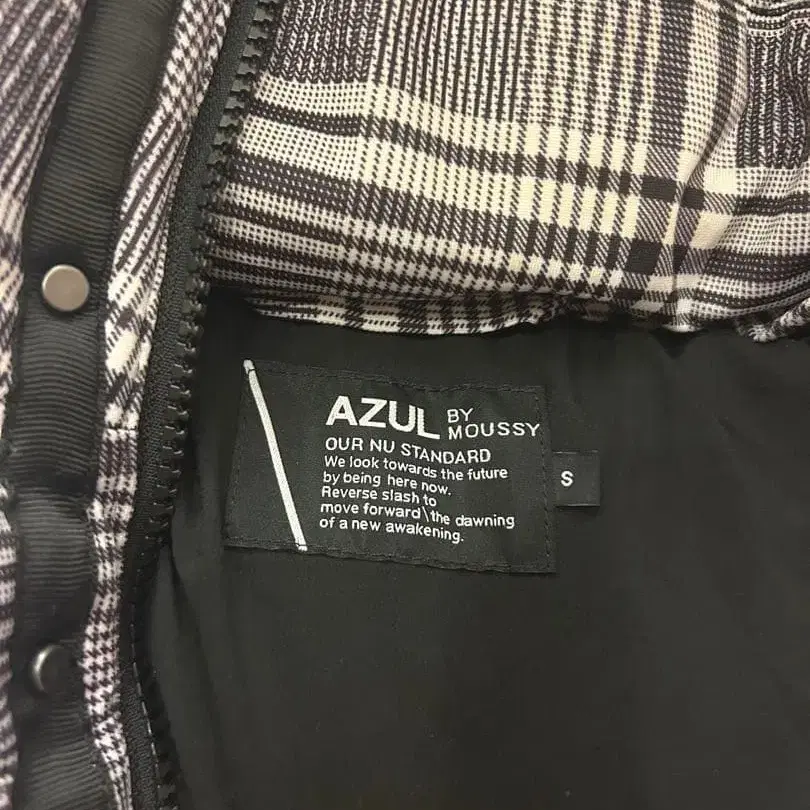 AZUL BY MOUSSY
OUR NU STANDARD
We look towards the future
by being here now.
Reverse slash to
move forward\the dawning
of a new awakening.
S